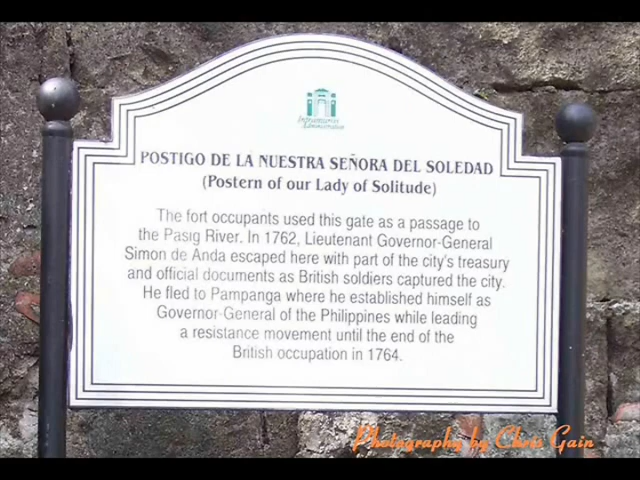 Intramuros
Administration
POSTIGO DE LA NUESTRA SEÑORA DEL SOLEDAD
(Postern of our Lady of Solitude)
The fort occupants used this gate as a passage to
the Pasig River. In 1762, Lieutenant Governor-General
Simon de Anda escaped here with part of the city's treasury
and official documents as British soldiers captured the city.
He fled to Pampanga where he established himself as
Governor-General of the Philippines while leading
a resistance movement until the end of the
British occupation in 1764.
Photography by Chris Gain